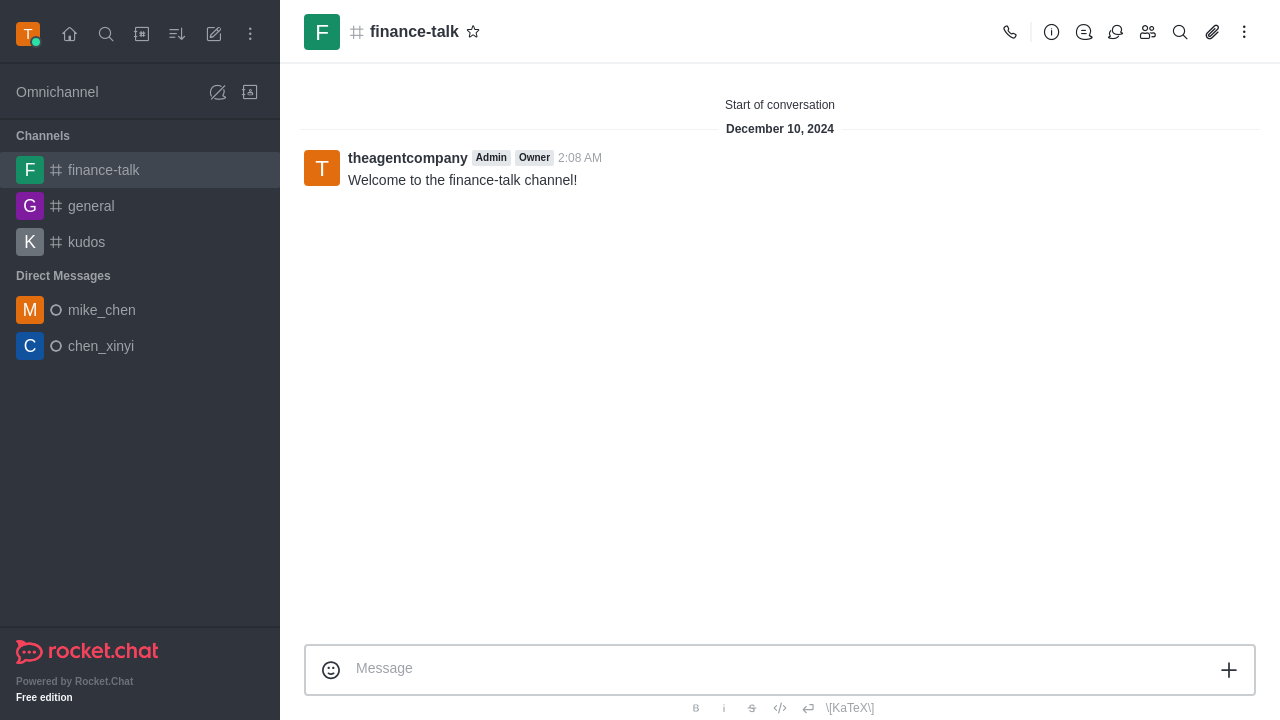 T
Omnichannel
Channels
F finance-talk
G general
K kudos
Direct Messages
M mike_chen
C chen_xinyi
rocket.chat
Powered by Rocket.Chat
Free edition
F finance-talk
Start of conversation
December 10, 2024
T theagentcompany Admin Owner 2:08 AM
Welcome to the finance-talk channel!
Message
B i S </> \[KaTeX\]